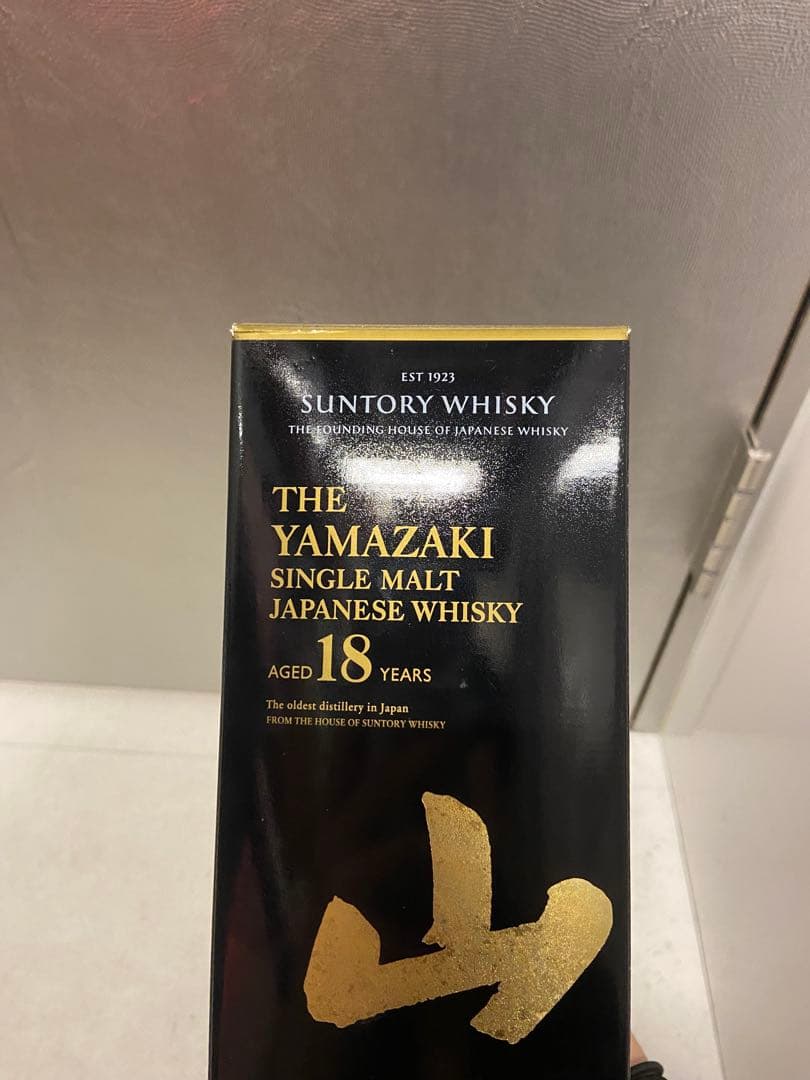 EST 1923
SUNTORY WHISKY
THE FOUNDING HOUSE OF JAPANESE WHISKY
THE
YAMAZAKI
SINGLE MALT
JAPANESE WHISKY
AGED 18 YEARS
The oldest distillery in Japan
FROM THE HOUSE OF SUNTORY WHISKY
山